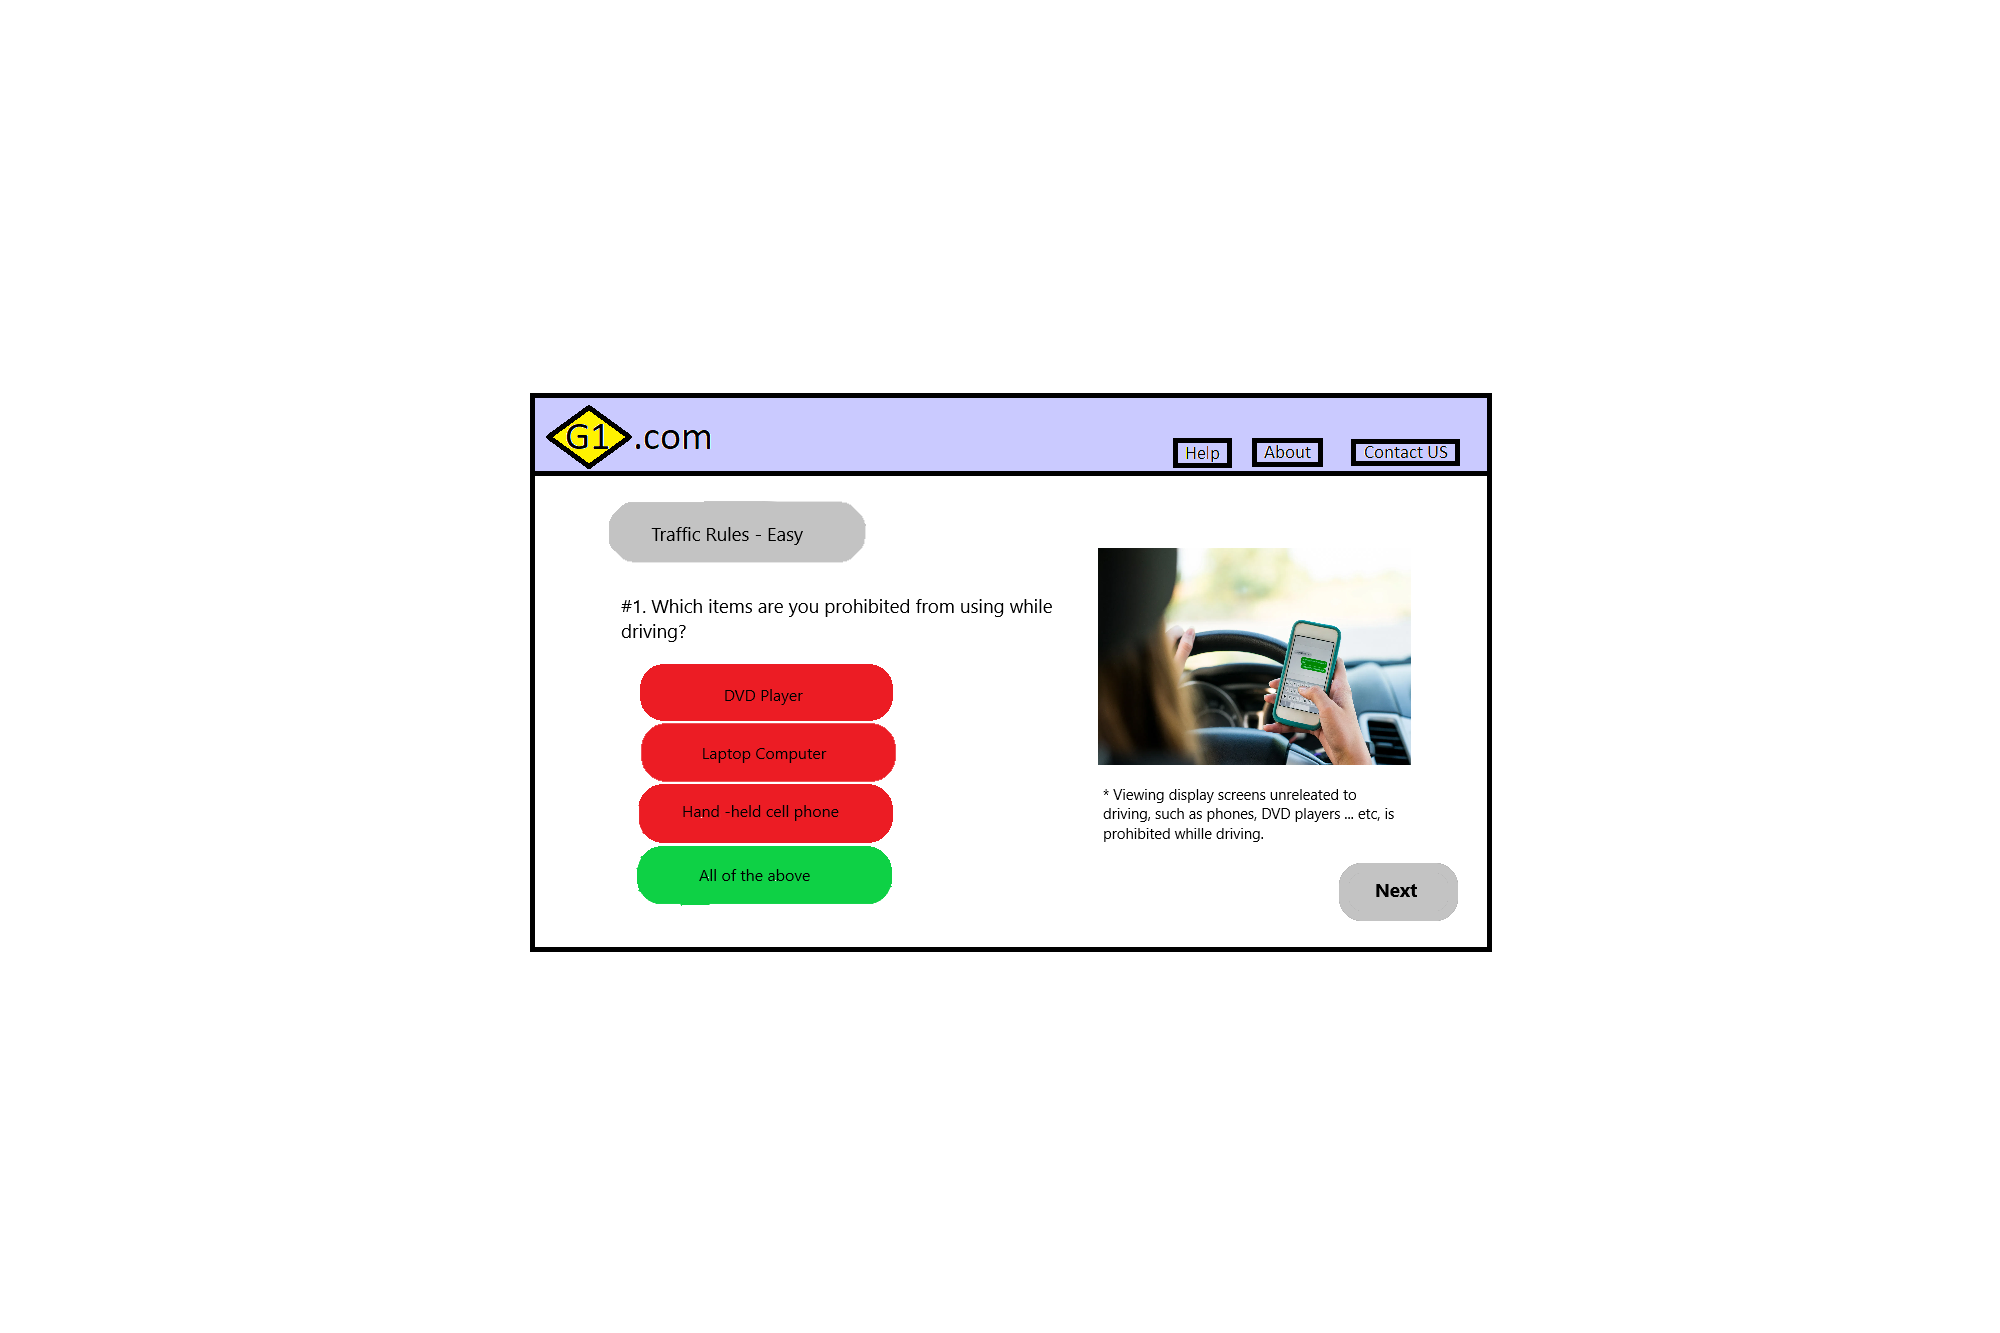 G1.com
Help About Contact US
Traffic Rules - Easy
#1. Which items are you prohibited from using while
driving?
DVD Player
Laptop Computer
Hand -held cell phone
All of the above
* Viewing display screens unreleated to
driving, such as phones, DVD players ... etc, is
prohibited whille driving.
Next